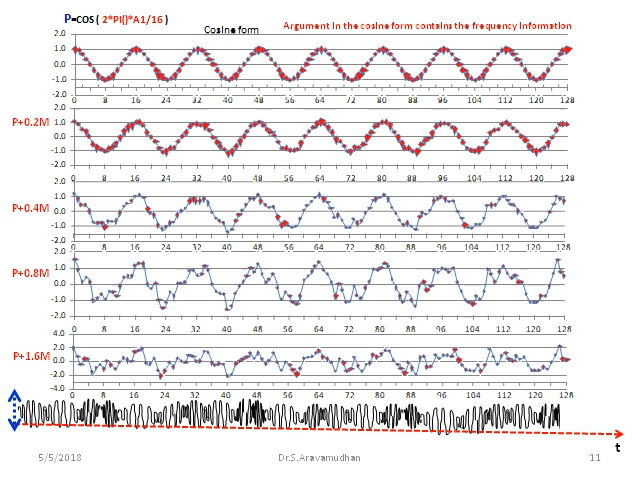 P=COS ( 2*PI()*A1/16 )
Cosine form
Argument in the cosine form contains the frequency information
2.0
1.0
0.0
-1.0
-2.0
0 8 16 24 32 40 48 56 64 72 80 88 96 104 112 120 128
P+0.2M
2.0
1.0
0.0
-1.0
-2.0
0 8 16 24 32 40 48 56 64 72 80 88 96 104 112 120 128
P+0.4M
2.0
1.0
0.0
-1.0
-2.0
0 8 16 24 32 40 48 56 64 72 80 88 96 104 112 120 128
P+0.8M
2.0
1.0
0.0
-1.0
-2.0
0 8 16 24 32 40 48 56 64 72 80 88 96 104 112 120 128
P+1.6M
4.0
2.0
0.0
-2.0
-4.0
0 8 16 24 32 40 48 56 64 72 80 88 96 104 112 120 128
t
5/5/2018 Dr.S.Aravamudhan 11